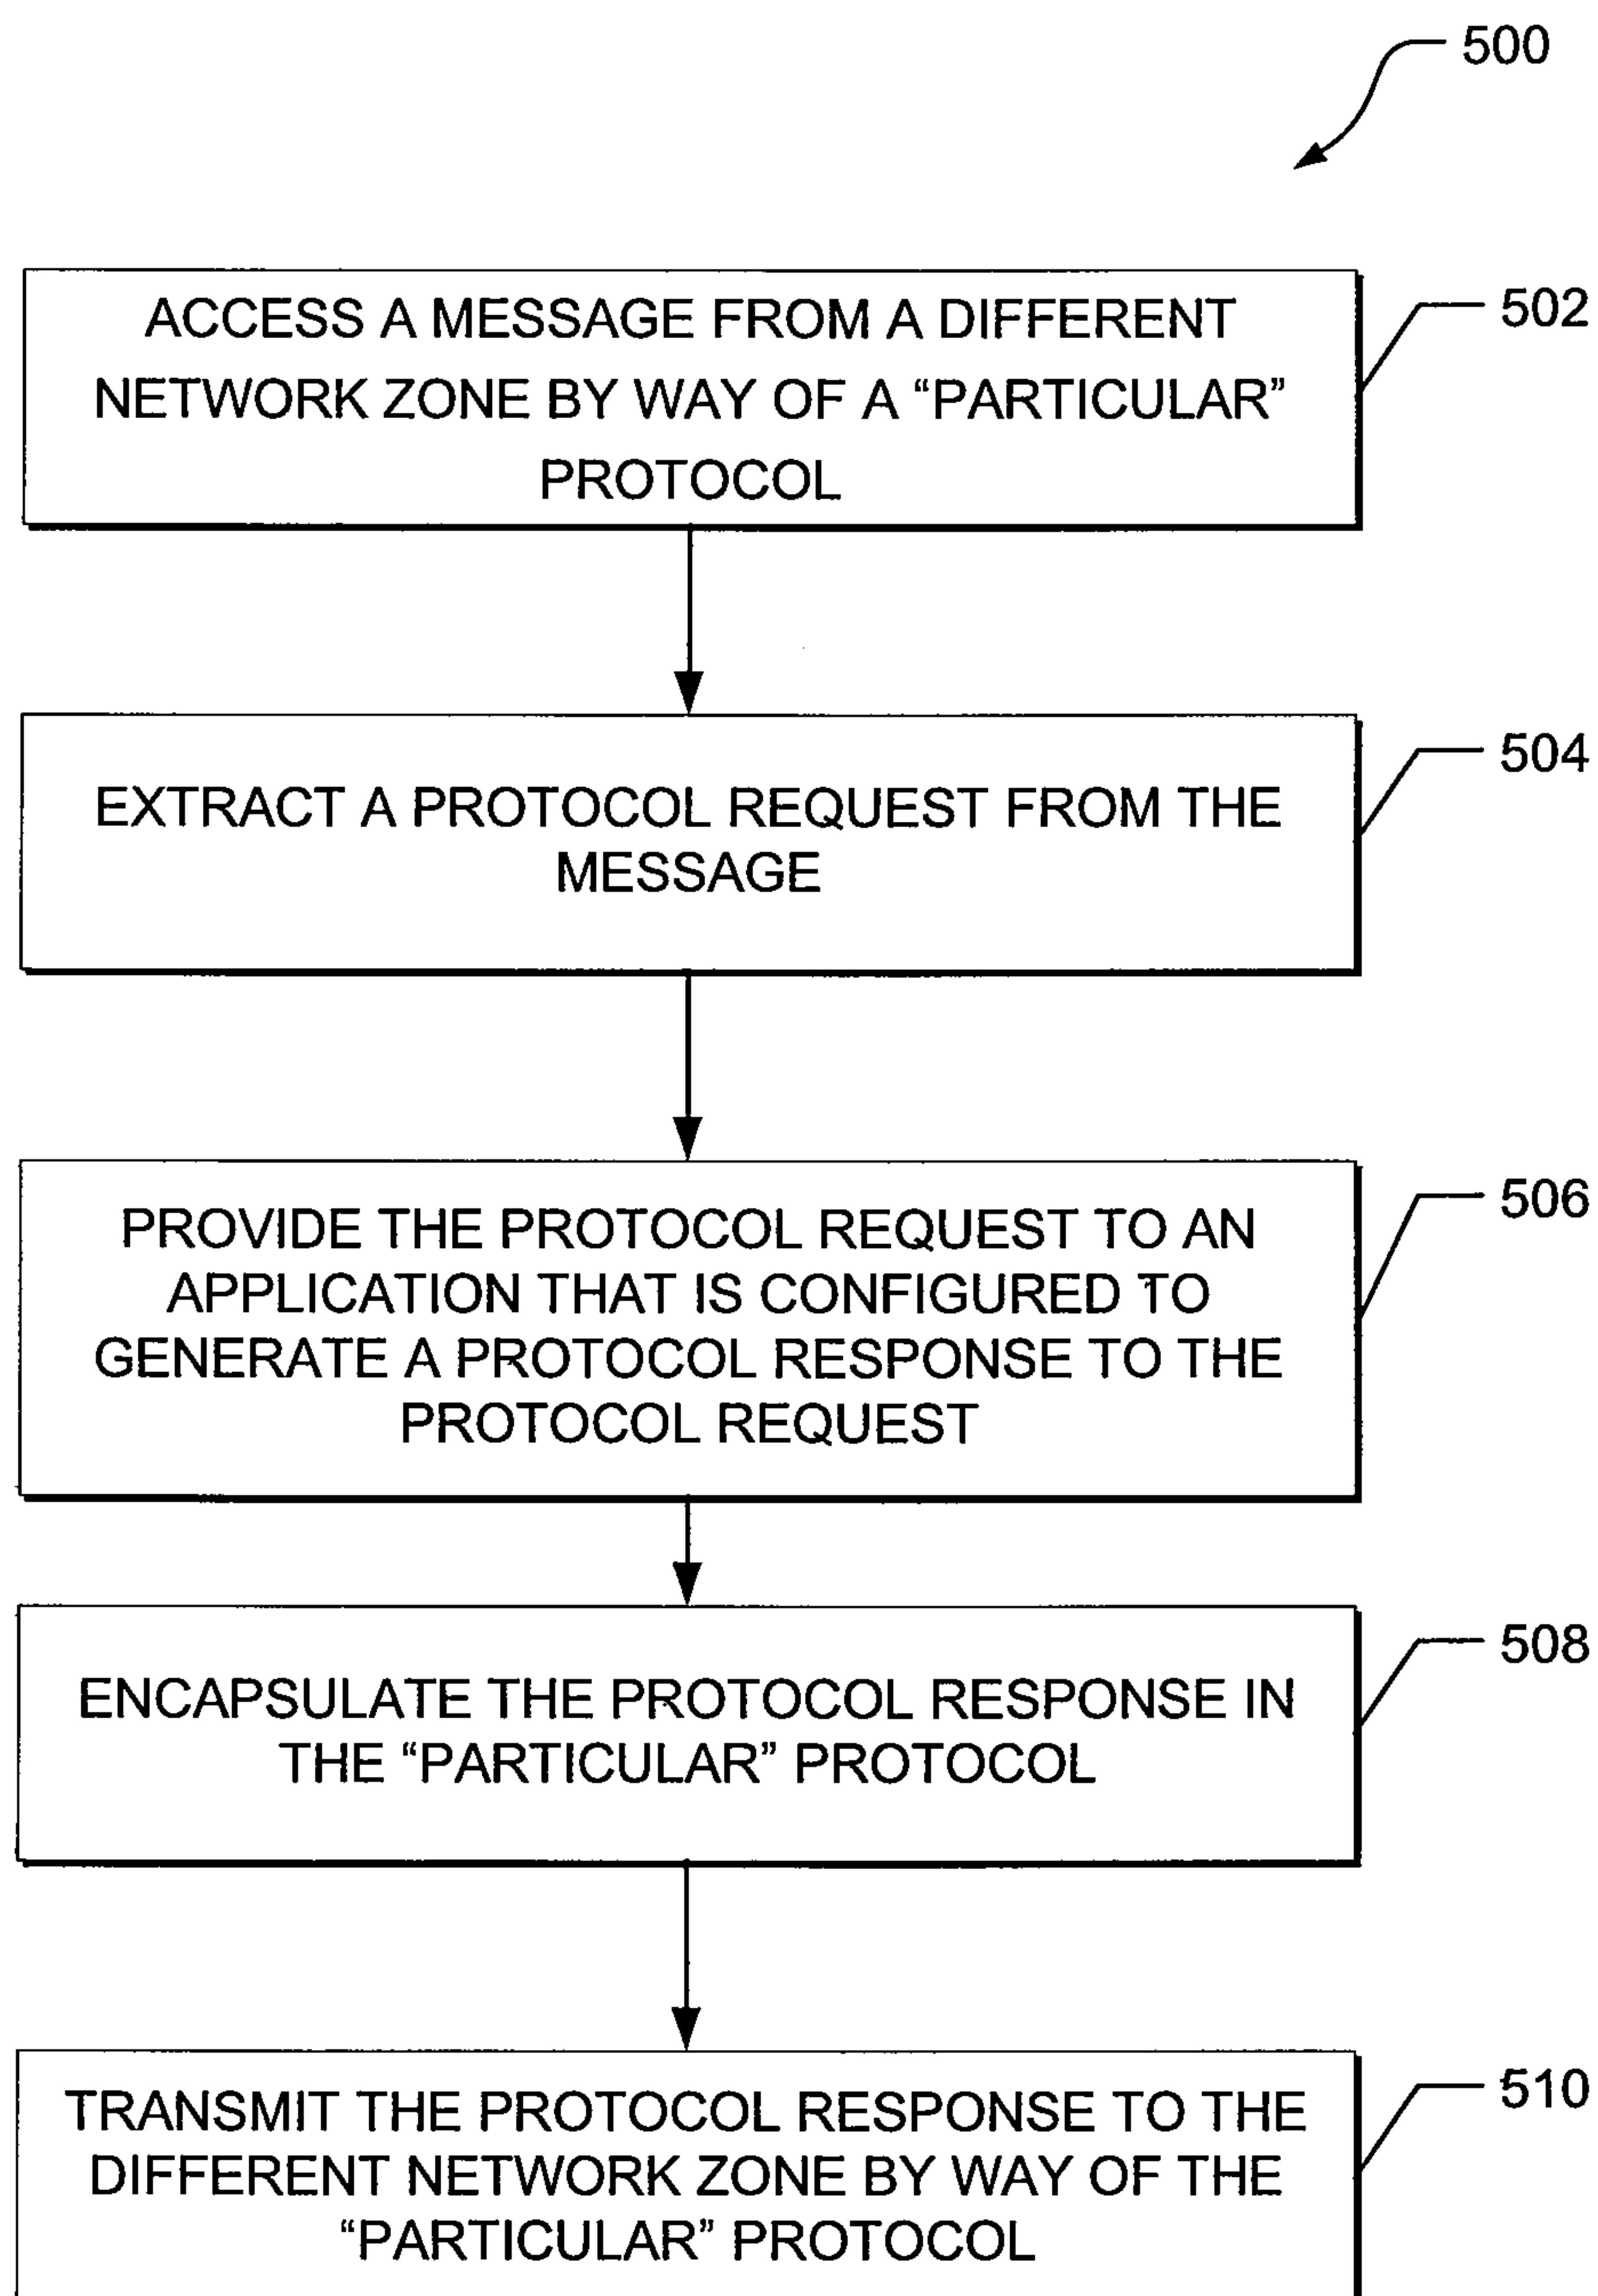 500
ACCESS A MESSAGE FROM A DIFFERENT
NETWORK ZONE BY WAY OF A “PARTICULAR”
PROTOCOL
502
EXTRACT A PROTOCOL REQUEST FROM THE
MESSAGE
504
PROVIDE THE PROTOCOL REQUEST TO AN
APPLICATION THAT IS CONFIGURED TO
GENERATE A PROTOCOL RESPONSE TO THE
PROTOCOL REQUEST
506
ENCAPSULATE THE PROTOCOL RESPONSE IN
THE “PARTICULAR” PROTOCOL
508
TRANSMIT THE PROTOCOL RESPONSE TO THE
DIFFERENT NETWORK ZONE BY WAY OF THE
“PARTICULAR” PROTOCOL
510